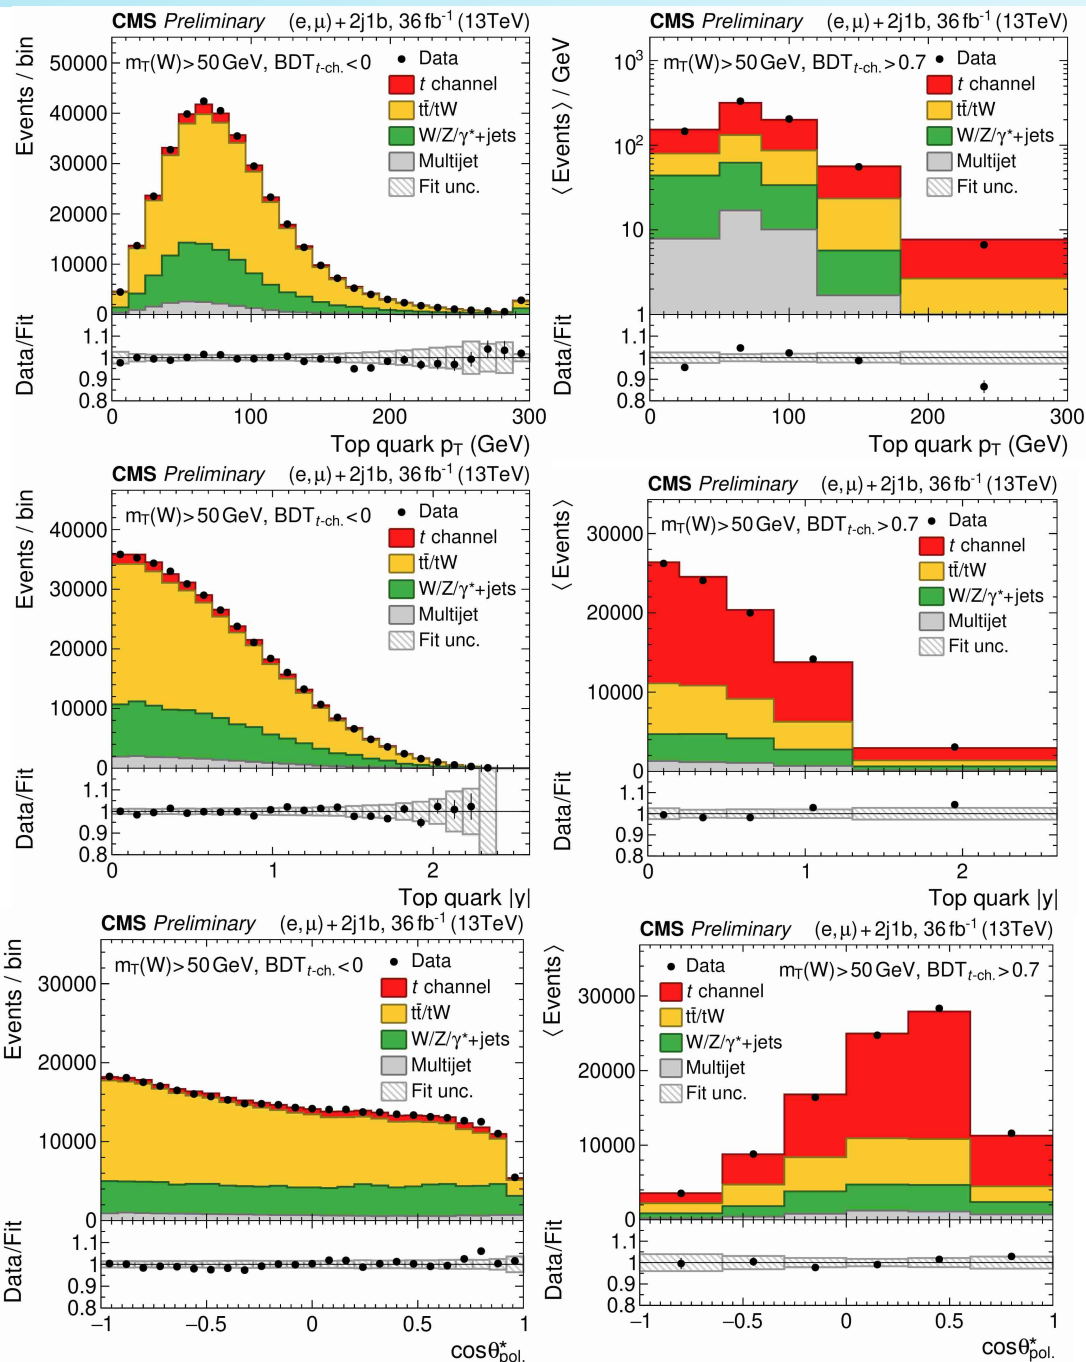 CMS Preliminary (e,μ)+2j1b, 36 fb⁻¹ (13TeV)
Events / bin
m_T(W)>50 GeV, BDT_t-ch.<0
Data
t channel
tt̄/tW
W/Z/γ*+jets
Multijet
Fit unc.
50000
40000
30000
20000
10000
0
Data/Fit
1.1
1
0.9
0.8
0 100 200 300
Top quark p_T (GeV)
CMS Preliminary (e,μ)+2j1b, 36 fb⁻¹ (13TeV)
⟨Events⟩ / GeV
m_T(W)>50 GeV, BDT_t-ch.>0.7
Data
t channel
tt̄/tW
W/Z/γ*+jets
Multijet
Fit unc.
10³
10²
10
1
Data/Fit
1.1
1
0.9
0.8
0 100 200 300
Top quark p_T (GeV)
CMS Preliminary (e,μ)+2j1b, 36 fb⁻¹ (13TeV)
Events / bin
m_T(W)>50 GeV, BDT_t-ch.<0
Data
t channel
tt̄/tW
W/Z/γ*+jets
Multijet
Fit unc.
40000
30000
20000
10000
0
Data/Fit
1.1
1
0.9
0.8
0 1 2
Top quark |y|
CMS Preliminary (e,μ)+2j1b, 36 fb⁻¹ (13TeV)
⟨Events⟩
m_T(W)>50 GeV, BDT_t-ch.>0.7
Data
t channel
tt̄/tW
W/Z/γ*+jets
Multijet
Fit unc.
30000
20000
10000
0
Data/Fit
1.1
1
0.9
0.8
0 1 2
Top quark |y|
CMS Preliminary (e,μ)+2j1b, 36 fb⁻¹ (13TeV)
Events / bin
m_T(W)>50 GeV, BDT_t-ch.<0
Data
t channel
tt̄/tW
W/Z/γ*+jets
Multijet
Fit unc.
30000
20000
10000
0
Data/Fit
1.1
1
0.9
0.8
−1 −0.5 0 0.5 1
cosθ*_pol.
CMS Preliminary (e,μ)+2j1b, 36 fb⁻¹ (13TeV)
⟨Events⟩
Data m_T(W)>50 GeV, BDT_t-ch.>0.7
t channel
tt̄/tW
W/Z/γ*+jets
Multijet
Fit unc.
30000
20000
10000
0
Data/Fit
1.1
1
0.9
0.8
−1 −0.5 0 0.5 1
cosθ*_pol.